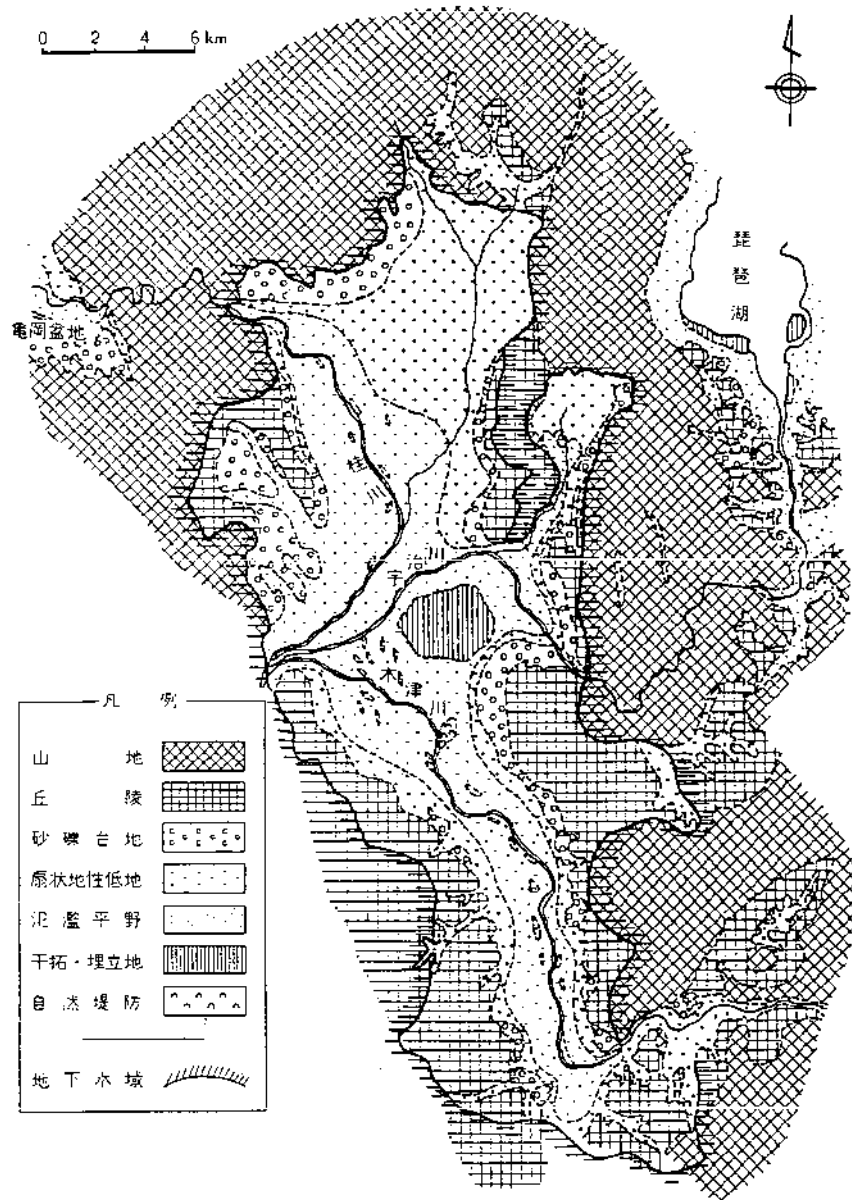 0 2 4 6 km
琵琶湖
亀岡盆地
桂川
宇治川
木津川
凡例
山地
丘陵
砂礫台地
扇状地性低地
氾濫平野
干拓・埋立地
自然堤防
地下水域